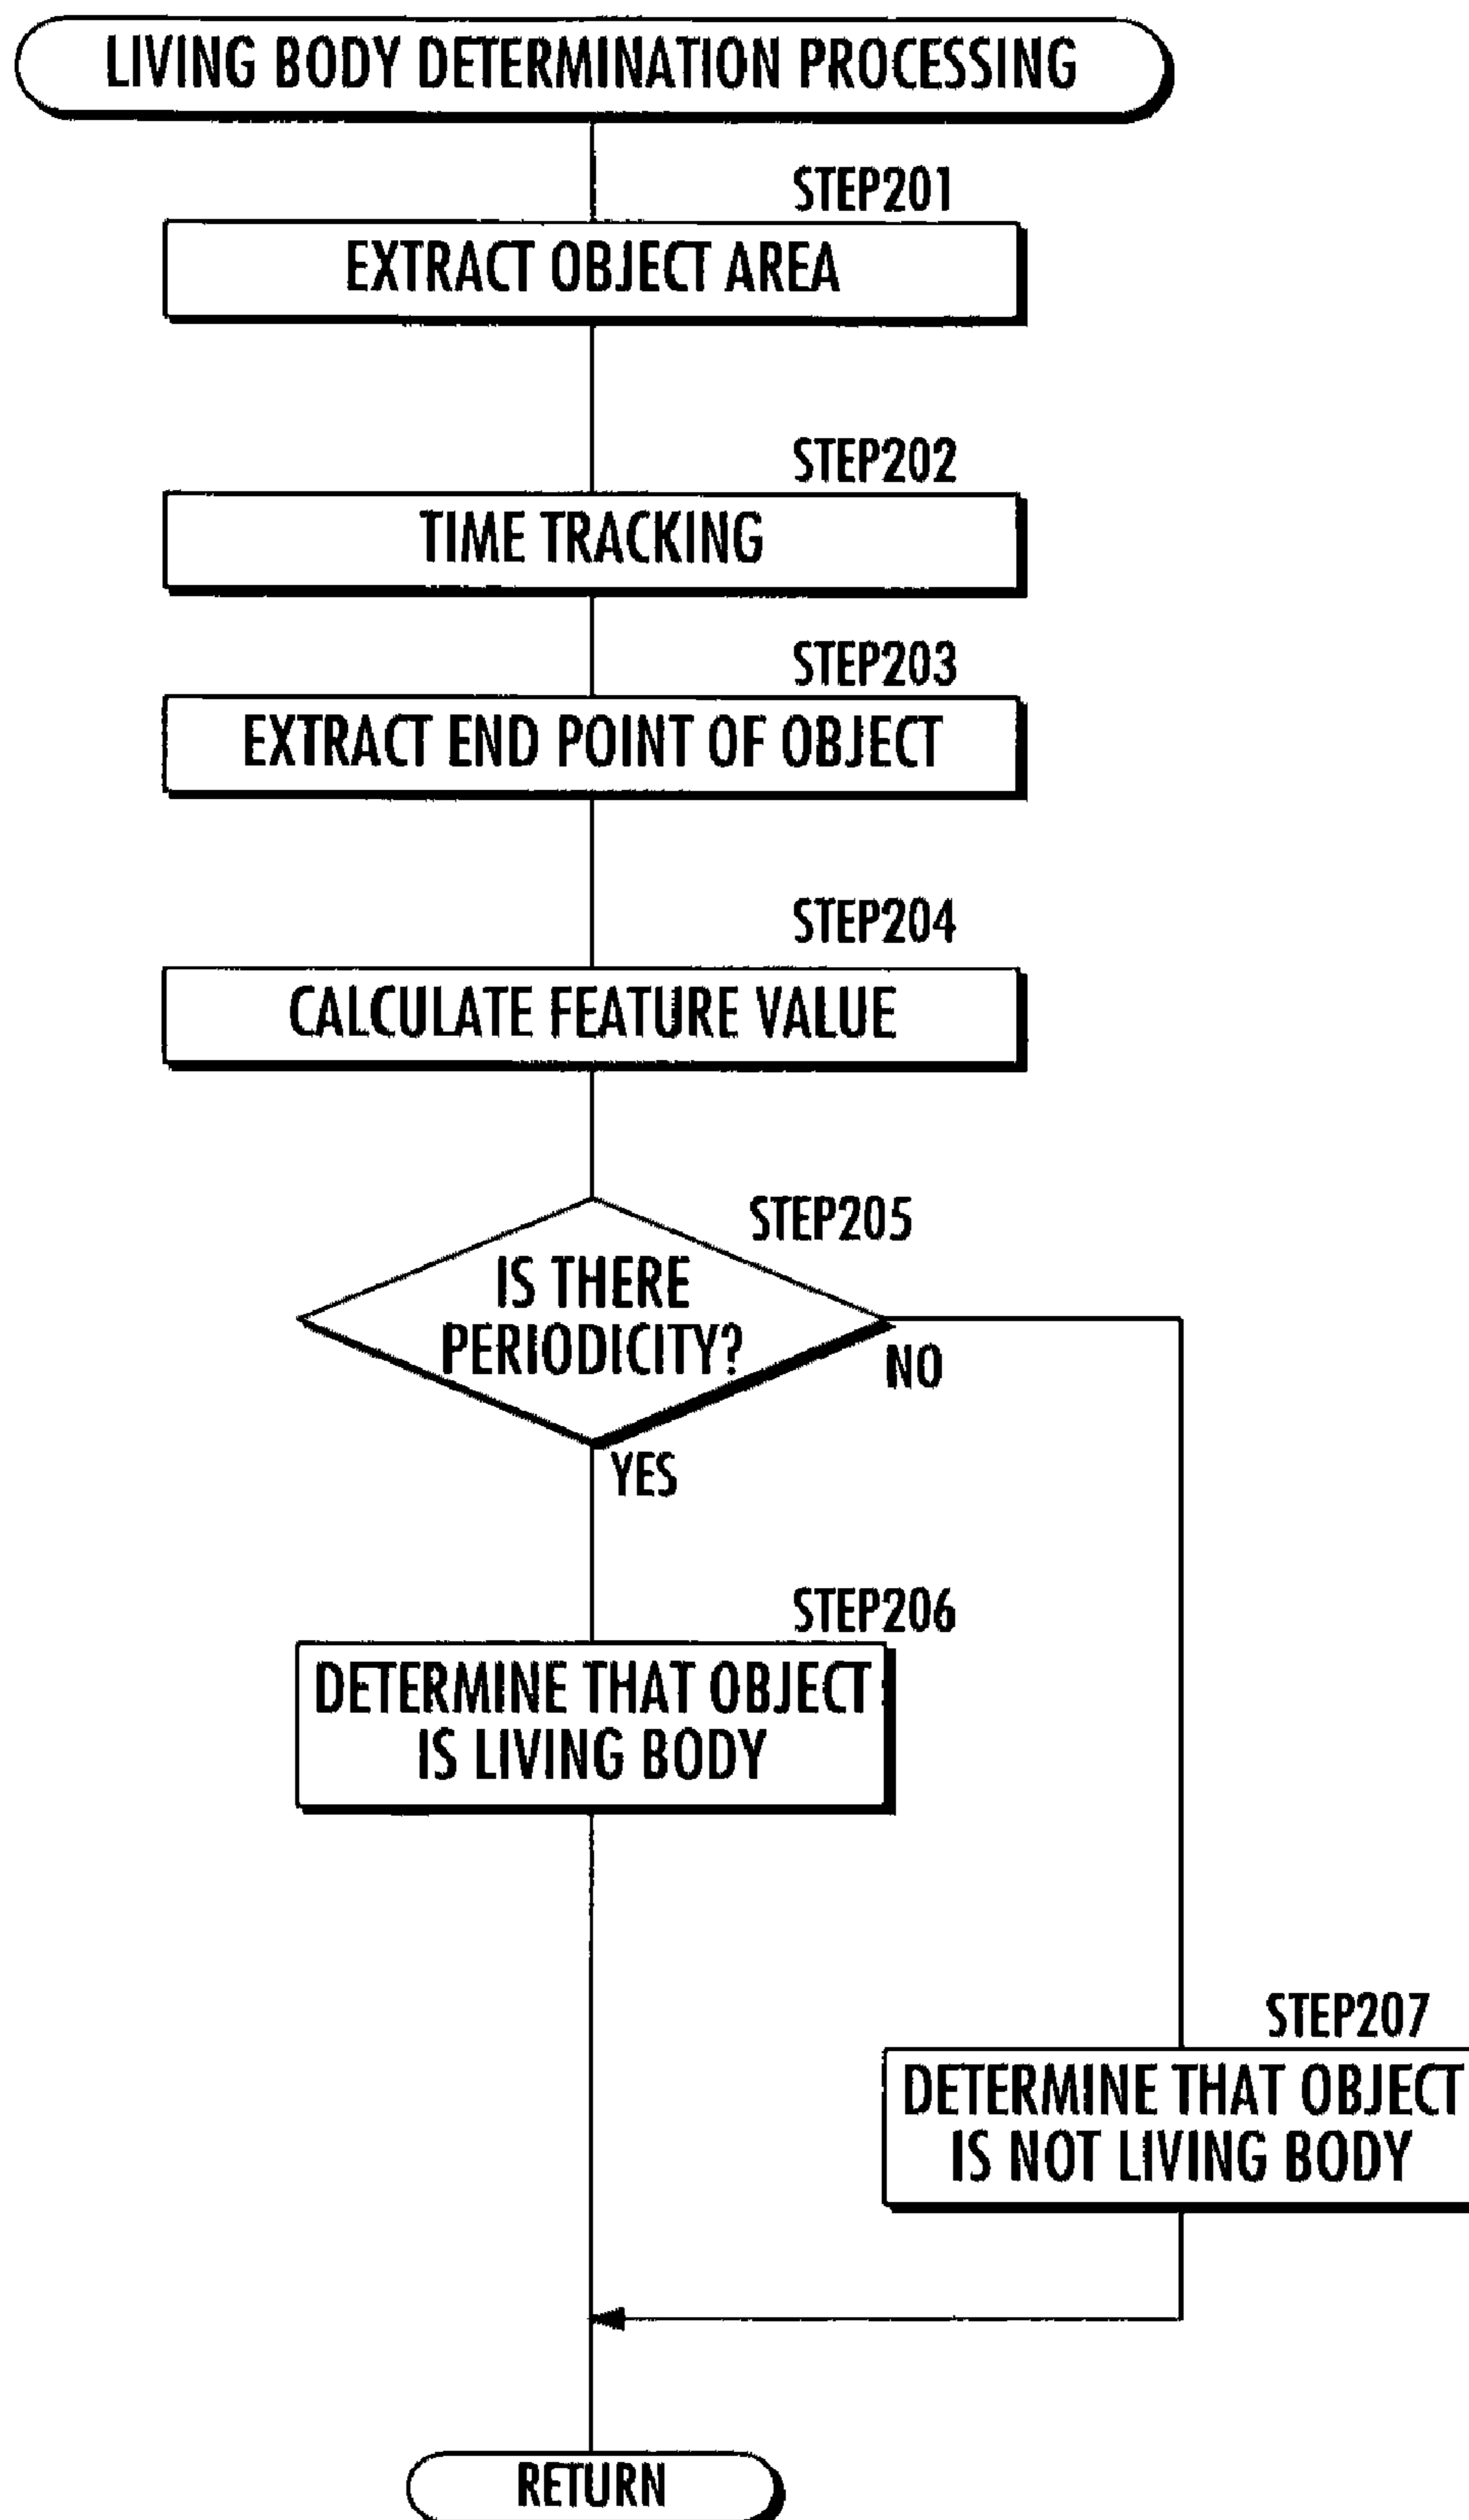 LIVING BODY DETERMINATION PROCESSING
STEP201
EXTRACT OBJECT AREA
STEP202
TIME TRACKING
STEP203
EXTRACT END POINT OF OBJECT
STEP204
CALCULATE FEATURE VALUE
STEP205
IS THERE
PERIODICITY?
NO
YES
STEP206
DETERMINE THAT OBJECT
IS LIVING BODY
STEP207
DETERMINE THAT OBJECT
IS NOT LIVING BODY
RETURN